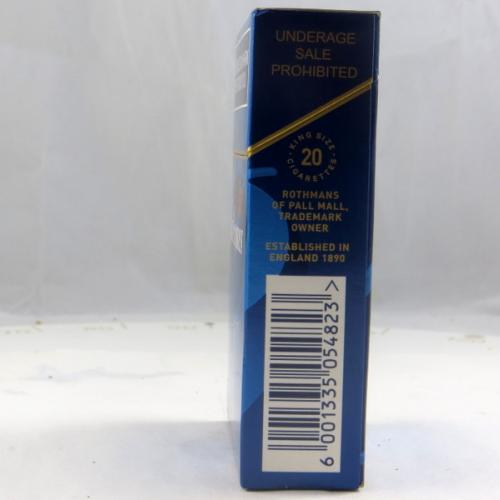 UNDERAGE
SALE
PROHIBITED
KING SIZE
20
CIGARETTES
ROTHMANS
OF PALL MALL,
TRADEMARK
OWNER
ESTABLISHED IN
ENGLAND 1890
6 001335 054823 >